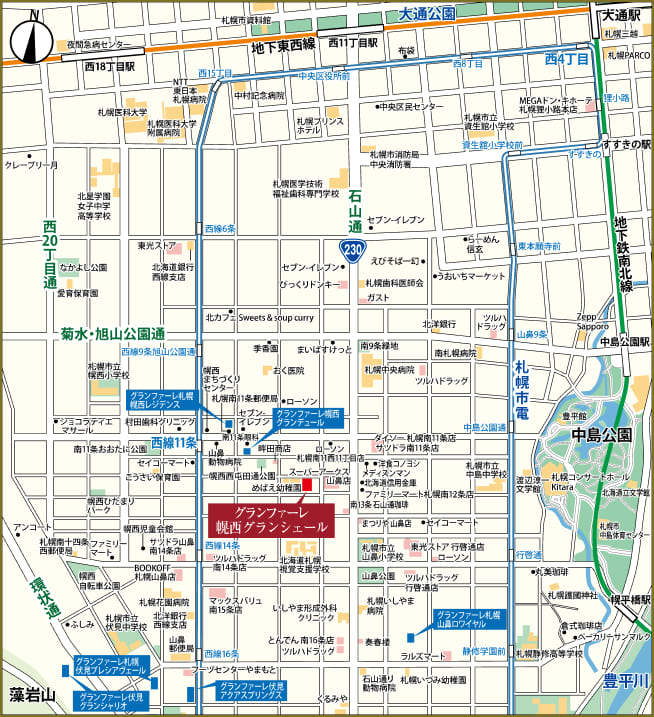 N
大通公園
大通駅
夜間急病センター
札幌市資料館
西11丁目駅
地下東西線
布袋
札幌三越
西18丁目駅
西15丁目
中央区役所前
西8丁目
西4丁目
札幌PARCO
NTT
東日本
札幌病院
中村記念病院
狸小路
MEGAドン・キホーテ
札幌狸小路本店
札幌医科大学
札幌医科大学
附属病院
札幌プリンス
ホテル
中央区民センター
札幌市立
資生館小学校
資生館小学校前
すすきの駅
すすきの
クレープリー月
札幌市消防局
中央消防署
北星学園
女子中学
高等学校
札幌医学技術
福祉歯科専門学校
石山通
230
セブン-イレブン
地下鉄南北線
西線6条
西20丁目通
東光ストア
らーめん
信玄
東本願寺前
なかよし公園
北海道銀行
西線支店
セブン-イレブン
えびそば一幻
びっくりドンキー
札幌歯科医師会
うおいちマーケット
愛育保育園
ガスト
北カフェ Sweets & soup curry
北洋銀行
ツルハ
ドラッグ
山鼻9条
Zepp
Sapporo
菊水・旭山公園通
中島公園駅
西線9条旭山公園通
季香園
まいばすけっと
南9条緑地
南札幌病院
札幌市電
札幌市立
幌西小学校
幌西
まちづくり
センター
おく医院
札幌中央病院
ツルハドラッグ
グランファーレ札幌
幌西レジデンス
札幌南11条郵便局
ローソン
グランファーレ幌西
グランデュール
豊平館
ジョコラティエ
マサール
村田歯科クリニック
セブン-
イレブン
中島公園通
中島公園
南11条眼科
西線11条
南11条おおたに公園
山鼻
動物病院
畔田商店
ローソン
ダイソー 札幌南11条店
サツドラ南11条店
セイコーマート
札幌南11西11丁目店
洋食コノヨシ
メディスンマン
札幌市立
中島中学校
札幌コンサートホール
Kitara
こうさい保育園
幌西西屯田通公園
スーパーアークス
山鼻店
北海道信用金庫
渡辺淳一
文学館
北海道立文学館
めばえ幼稚園
ファミリーマート札幌南12条店
幌西ひだまり
パーク
グランファーレ
幌西グランシェール
南13条石山通珈琲
アンコート
幌西児童会館
まつりや山鼻店
セイコーマート
札幌市
中島体育センター
札幌南十四条
西郵便局
ファミリー
マート
サツドラ山鼻
南14条店
西線14条
ツルハドラッグ
南14条店
北海道札幌
視覚支援学校
札幌市立
山鼻小学校
東光ストア 行啓通店
ローソン
行啓通
環状通
幌西
自転車公園
BOOKOFF
札幌山鼻店
山鼻公園
ツルハドラッグ
行啓通店
丸美珈琲
札幌花園病院
マックスバリュ
南15条店
札幌護國神社
幌平橋駅
ふしみ
札幌市立
伏見中学校
北洋銀行
西線支店
いしやま形成外科
クリニック
札幌いしやま
病院
グランファーレ札幌
山鼻ロワイヤル
倉式珈琲店
ベーカリーサンマルク
山鼻
郵便局
とんでん 南16条店
ツルハドラッグ
奏春楼
静修学園前
グランファーレ札幌
伏見プレシアヴェール
西線16条
ラルズマート
札幌静修高等学校
フーツセンターやまもと
藻岩山
グランファーレ伏見
グランシャリオ
グランファーレ伏見
アクアスプリングス
石山通り
動物病院
札幌いづみ幼稚園
豊平川
くるみや